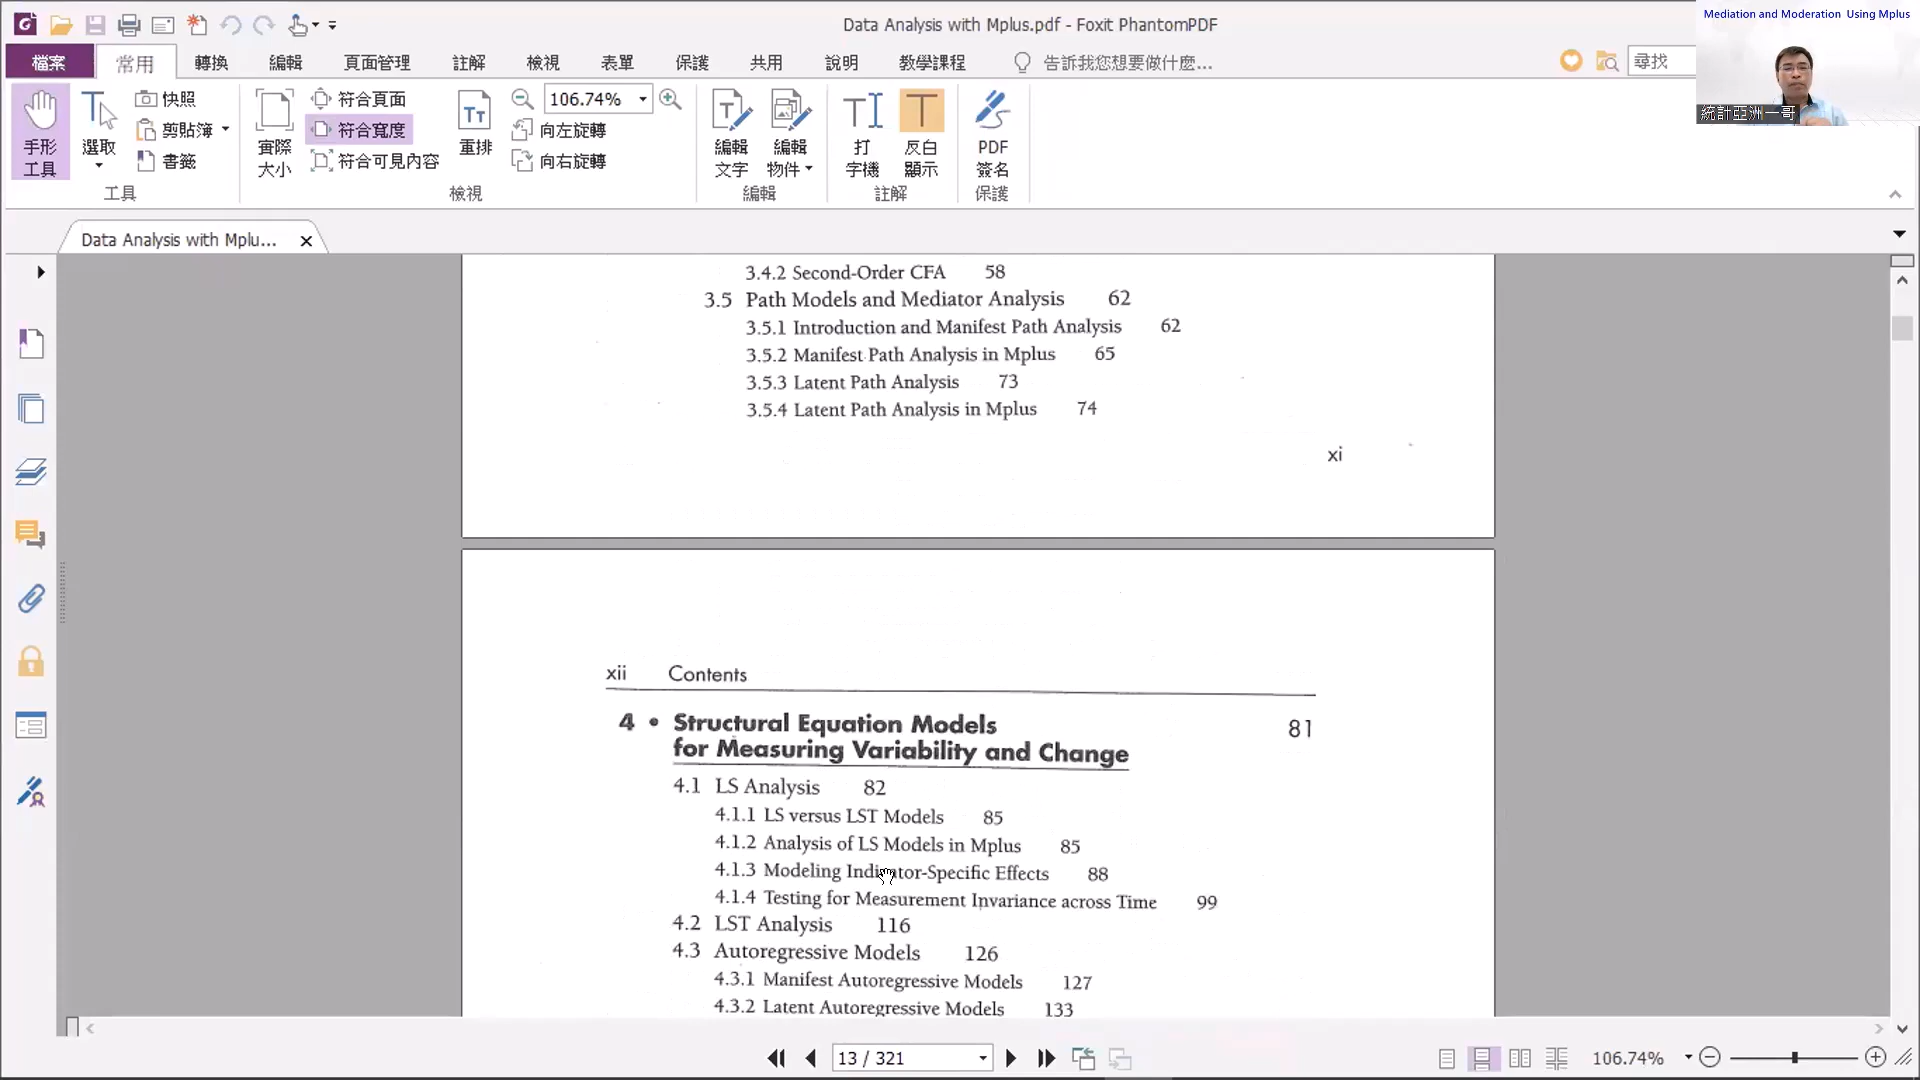 Data Analysis with Mplus.pdf - Foxit PhantomPDF
Mediation and Moderation Using Mplus
檔案 常用 轉換 編輯 頁面管理 註解 檢視 表單 保護 共用 說明 教學課程 告訴我您想要做什麼... 尋找
統計亞洲一哥
手形工具
選取
快照
剪貼簿
書籤
工具
實際大小
符合頁面
符合寬度
符合可見內容
重排
106.74%
向左旋轉
向右旋轉
檢視
編輯文字
編輯物件
編輯
打字機
反白顯示
註解
PDF簽名
保護
Data Analysis with Mplu...
3.4.2 Second-Order CFA 58
3.5 Path Models and Mediator Analysis 62
3.5.1 Introduction and Manifest Path Analysis 62
3.5.2 Manifest Path Analysis in Mplus 65
3.5.3 Latent Path Analysis 73
3.5.4 Latent Path Analysis in Mplus 74
xi
xii Contents
4 • Structural Equation Models 81
for Measuring Variability and Change
4.1 LS Analysis 82
4.1.1 LS versus LST Models 85
4.1.2 Analysis of LS Models in Mplus 85
4.1.3 Modeling Indicator-Specific Effects 88
4.1.4 Testing for Measurement Invariance across Time 99
4.2 LST Analysis 116
4.3 Autoregressive Models 126
4.3.1 Manifest Autoregressive Models 127
4.3.2 Latent Autoregressive Models 133
13 / 321
106.74%